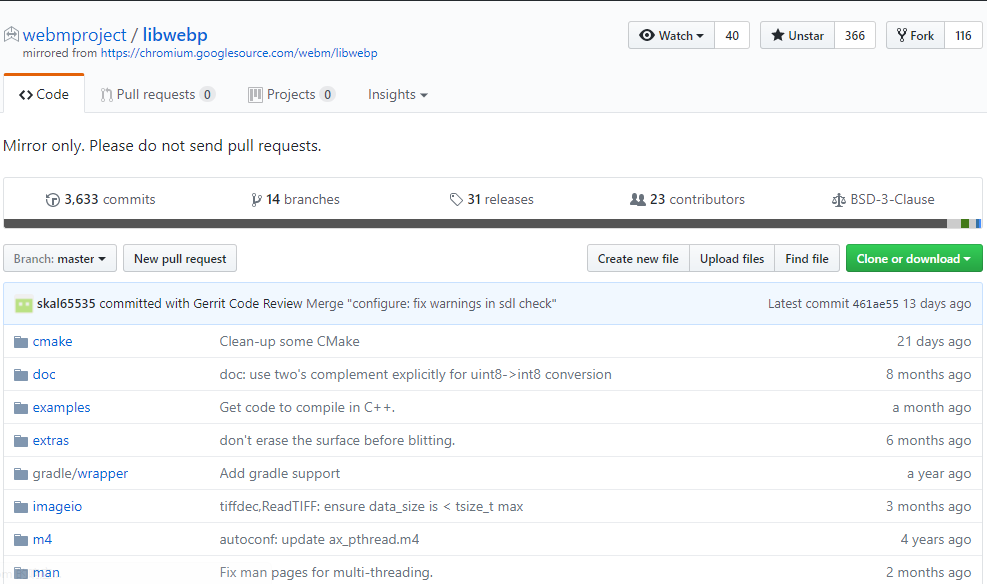 webmproject / libwebp
Watch 40 Unstar 366 Fork 116
mirrored from https://chromium.googlesource.com/webm/libwebp
Code Pull requests 0 Projects 0 Insights
Mirror only. Please do not send pull requests.
3,633 commits 14 branches 31 releases 23 contributors BSD-3-Clause
Branch: master New pull request Create new file Upload files Find file Clone or download
skal65535 committed with Gerrit Code Review Merge "configure: fix warnings in sdl check" Latest commit 461ae55 13 days ago
cmake Clean-up some CMake 21 days ago
doc doc: use two's complement explicitly for uint8->int8 conversion 8 months ago
examples Get code to compile in C++. a month ago
extras don't erase the surface before blitting. 6 months ago
gradle/wrapper Add gradle support a year ago
imageio tiffdec,ReadTIFF: ensure data_size is < tsize_t max 3 months ago
m4 autoconf: update ax_pthread.m4 4 years ago
man Fix man pages for multi-threading. 2 months ago